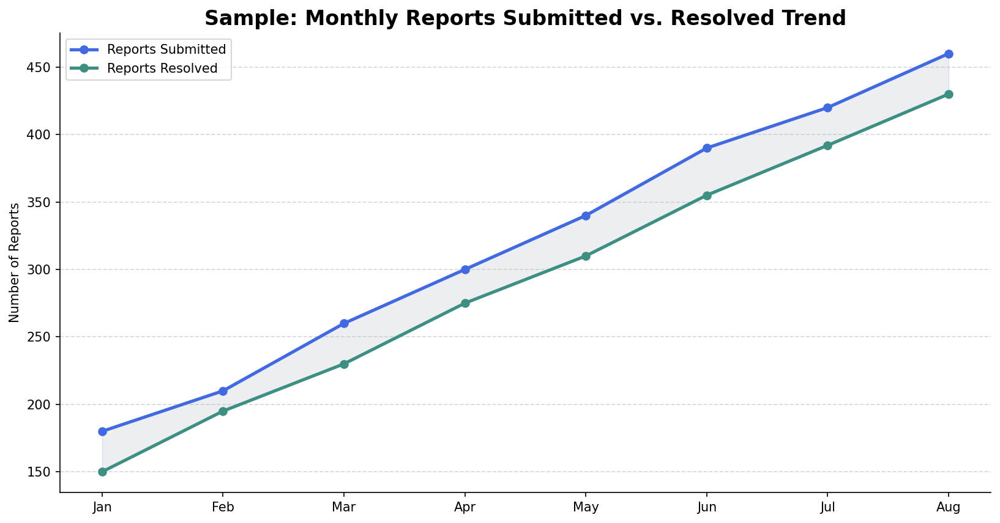 Sample: Monthly Reports Submitted vs. Resolved Trend
Reports Submitted
Reports Resolved
Number of Reports
450
400
350
300
250
200
150
Jan Feb Mar Apr May Jun Jul Aug